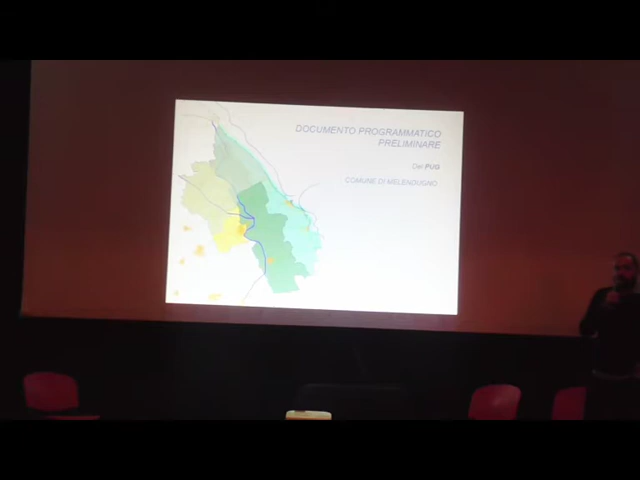 DOCUMENTO PROGRAMMATICO
PRELIMINARE
Del PUG
COMUNE DI MELENDUGNO